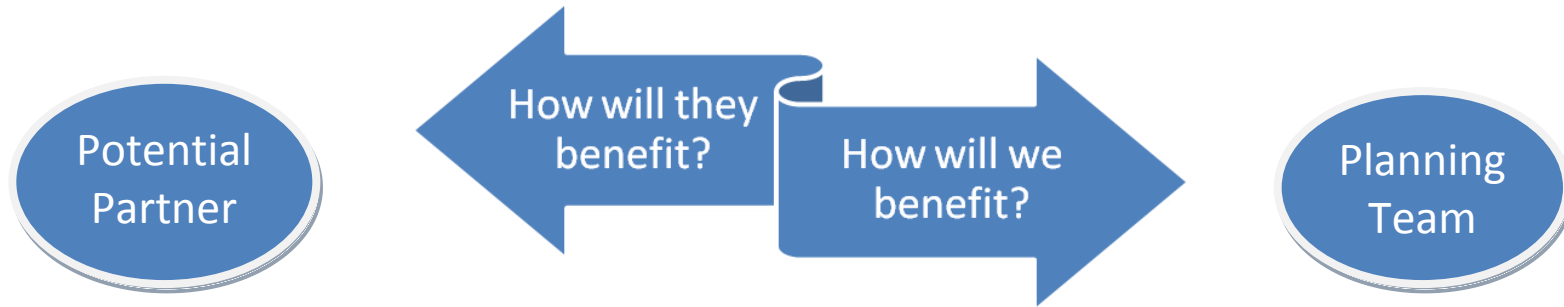 Potential
Partner
How will they
benefit?
How will we
benefit?
Planning
Team